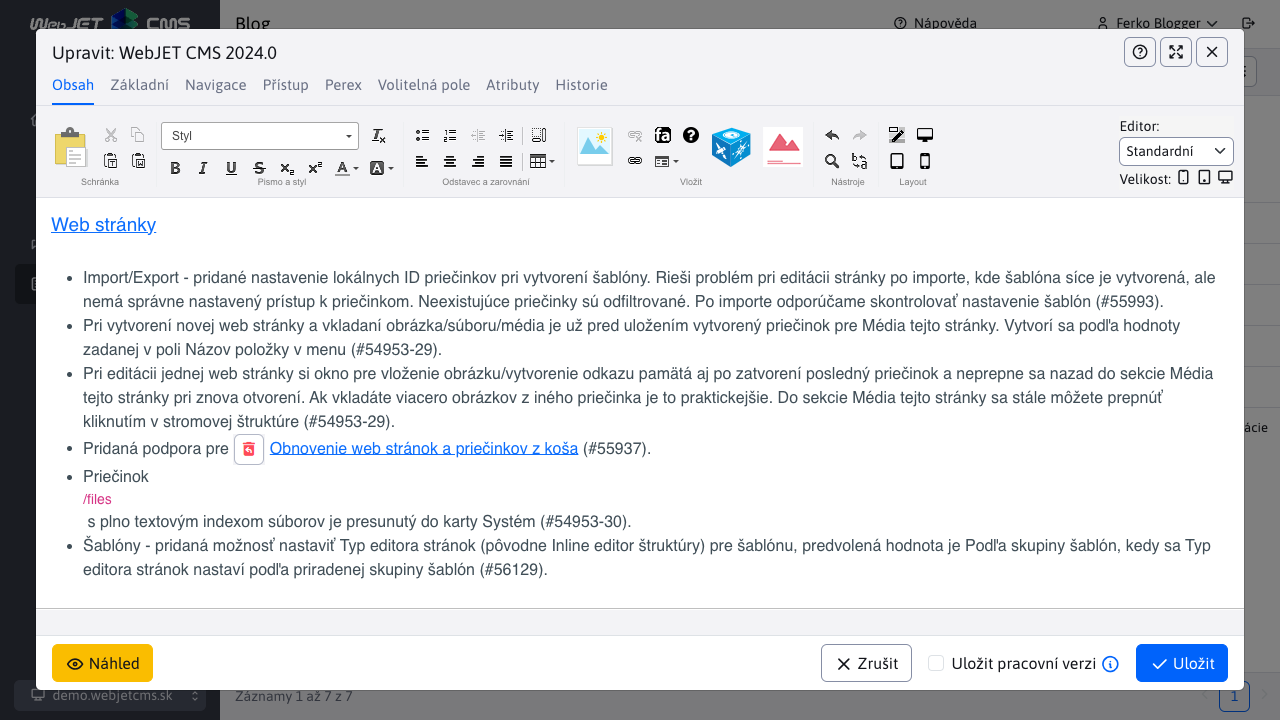 WebJET CMS
Blog
Nápověda
Ferko Blogger
Upravit: WebJET CMS 2024.0
Obsah
Základní
Navigace
Přístup
Perex
Volitelná pole
Atributy
Historie
Styl
Schránka
Písmo a styl
Odstavec a zarovnání
Vložit
Nástroje
Layout
Editor:
Standardní
Velikost:
Web stránky
Import/Export - pridané nastavenie lokálnych ID priečinkov pri vytvorení šablóny. Rieši problém pri editácii stránky po importe, kde šablóna síce je vytvorená, ale
nemá správne nastavený prístup k priečinkom. Neexistujúce priečinky sú odfiltrované. Po importe odporúčame skontrolovať nastavenie šablón (#55993).
Pri vytvorení novej web stránky a vkladaní obrázka/súboru/média je už pred uložením vytvorený priečinok pre Média tejto stránky. Vytvorí sa podľa hodnoty
zadanej v poli Názov položky v menu (#54953-29).
Pri editácii jednej web stránky si okno pre vloženie obrázku/vytvorenie odkazu pamätá aj po zatvorení posledný priečinok a neprepne sa nazad do sekcie Média
tejto stránky pri znova otvorení. Ak vkladáte viacero obrázkov z iného priečinka je to praktickejšie. Do sekcie Média tejto stránky sa stále môžete prepnúť
kliknutím v stromovej štruktúre (#54953-29).
Pridaná podpora pre Obnovenie web stránok a priečinkov z koša (#55937).
Priečinok
/files
s plno textovým indexom súborov je presunutý do karty Systém (#54953-30).
Šablóny - pridaná možnosť nastaviť Typ editora stránok (pôvodne Inline editor štruktúry) pre šablónu, predvolená hodnota je Podľa skupiny šablón, kedy sa Typ
editora stránok nastaví podľa priradenej skupiny šablón (#56129).
ácie
Náhled
Zrušit
Uložit pracovní verzi
Uložit
demo.webjetcms.sk
Záznamy 1 až 7 z 7
1